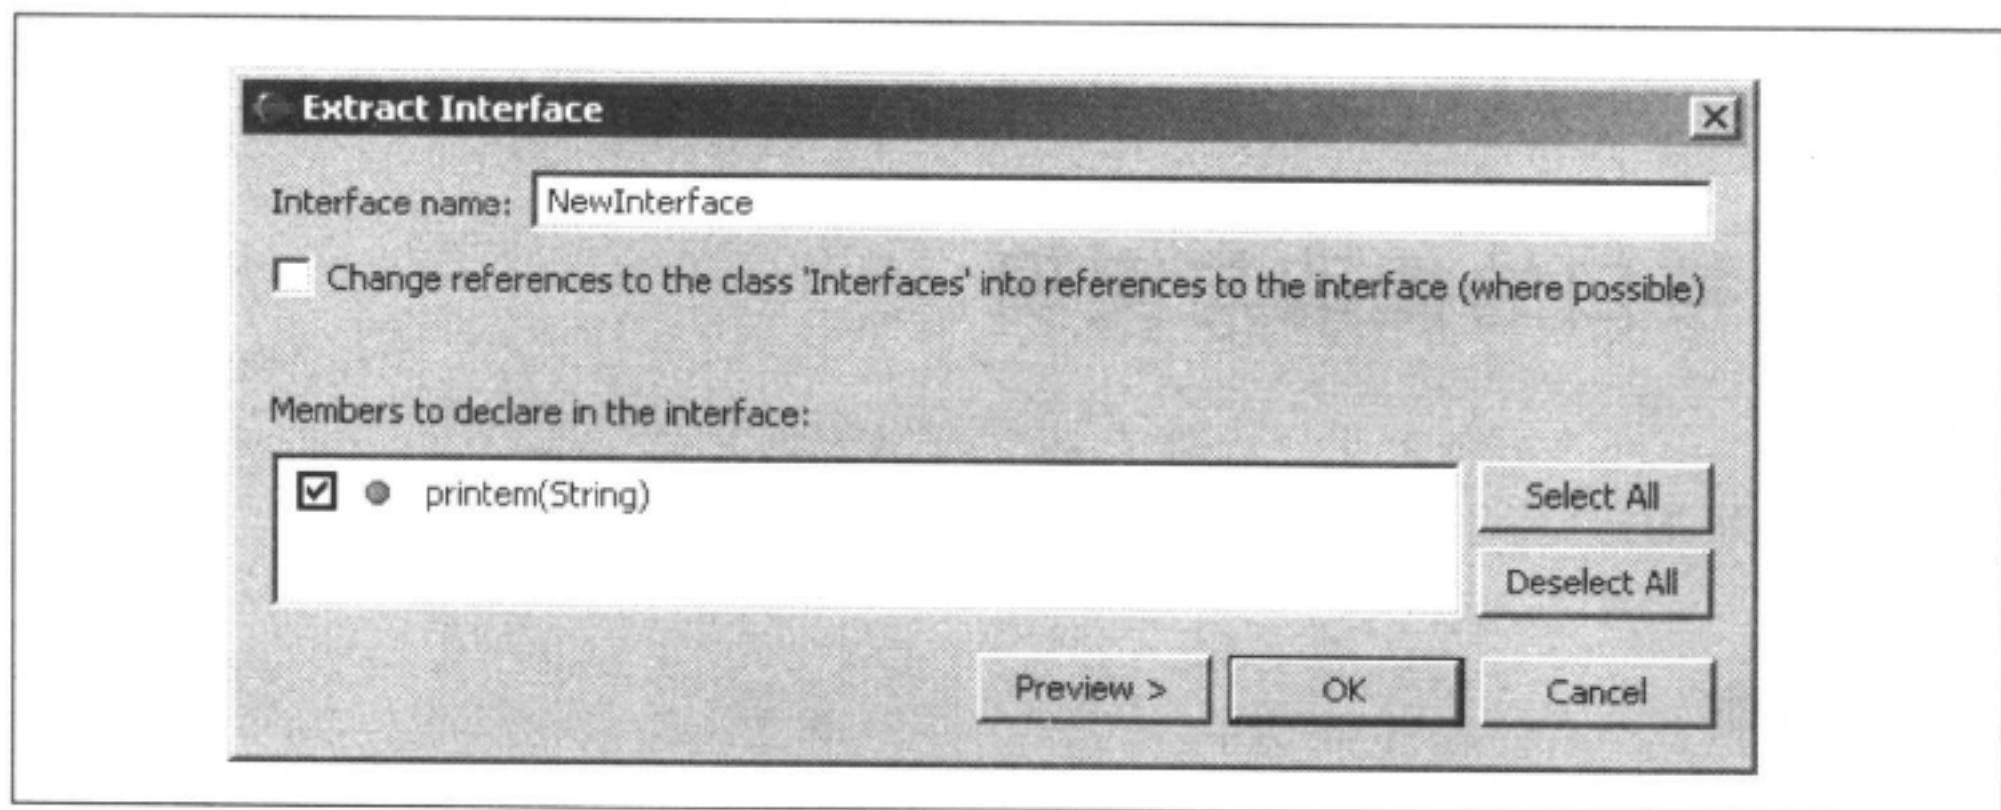 Extract Interface
Interface name: NewInterface
Change references to the class 'Interfaces' into references to the interface (where possible)
Members to declare in the interface:
printem(String)
Select All
Deselect All
Preview >
OK
Cancel